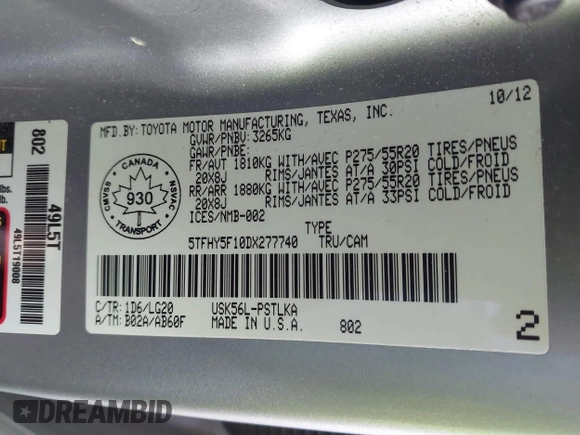 10/12
MFD.BY: TOYOTA MOTOR MANUFACTURING, TEXAS, INC.
GVWR/PNBV: 3265KG
GAWR/PNBE:
FR/AVT 1810KG WITH/AVEC P275/55R20 TIRES/PNEUS
20X8J RIMS/JANTES AT/A 30PSI COLD/FROID
RR/ARR 1880KG WITH/AVEC P275/55R20 TIRES/PNEUS
20X8J RIMS/JANTES AT/A 33PSI COLD/FROID
ICES/NMB-002
TYPE
5TFHY5F10DX277740 TRU/CAM
CANADA
CMVSS
NSVAC
930
TRANSPORT
C/TR: 1D6/LG20 USK56L-PSTLKA
A/TM: B02A/AB60F MADE IN U.S.A. 802
2
802
49L5T
49L5T19008
lbs.
lb.
DREAMBID